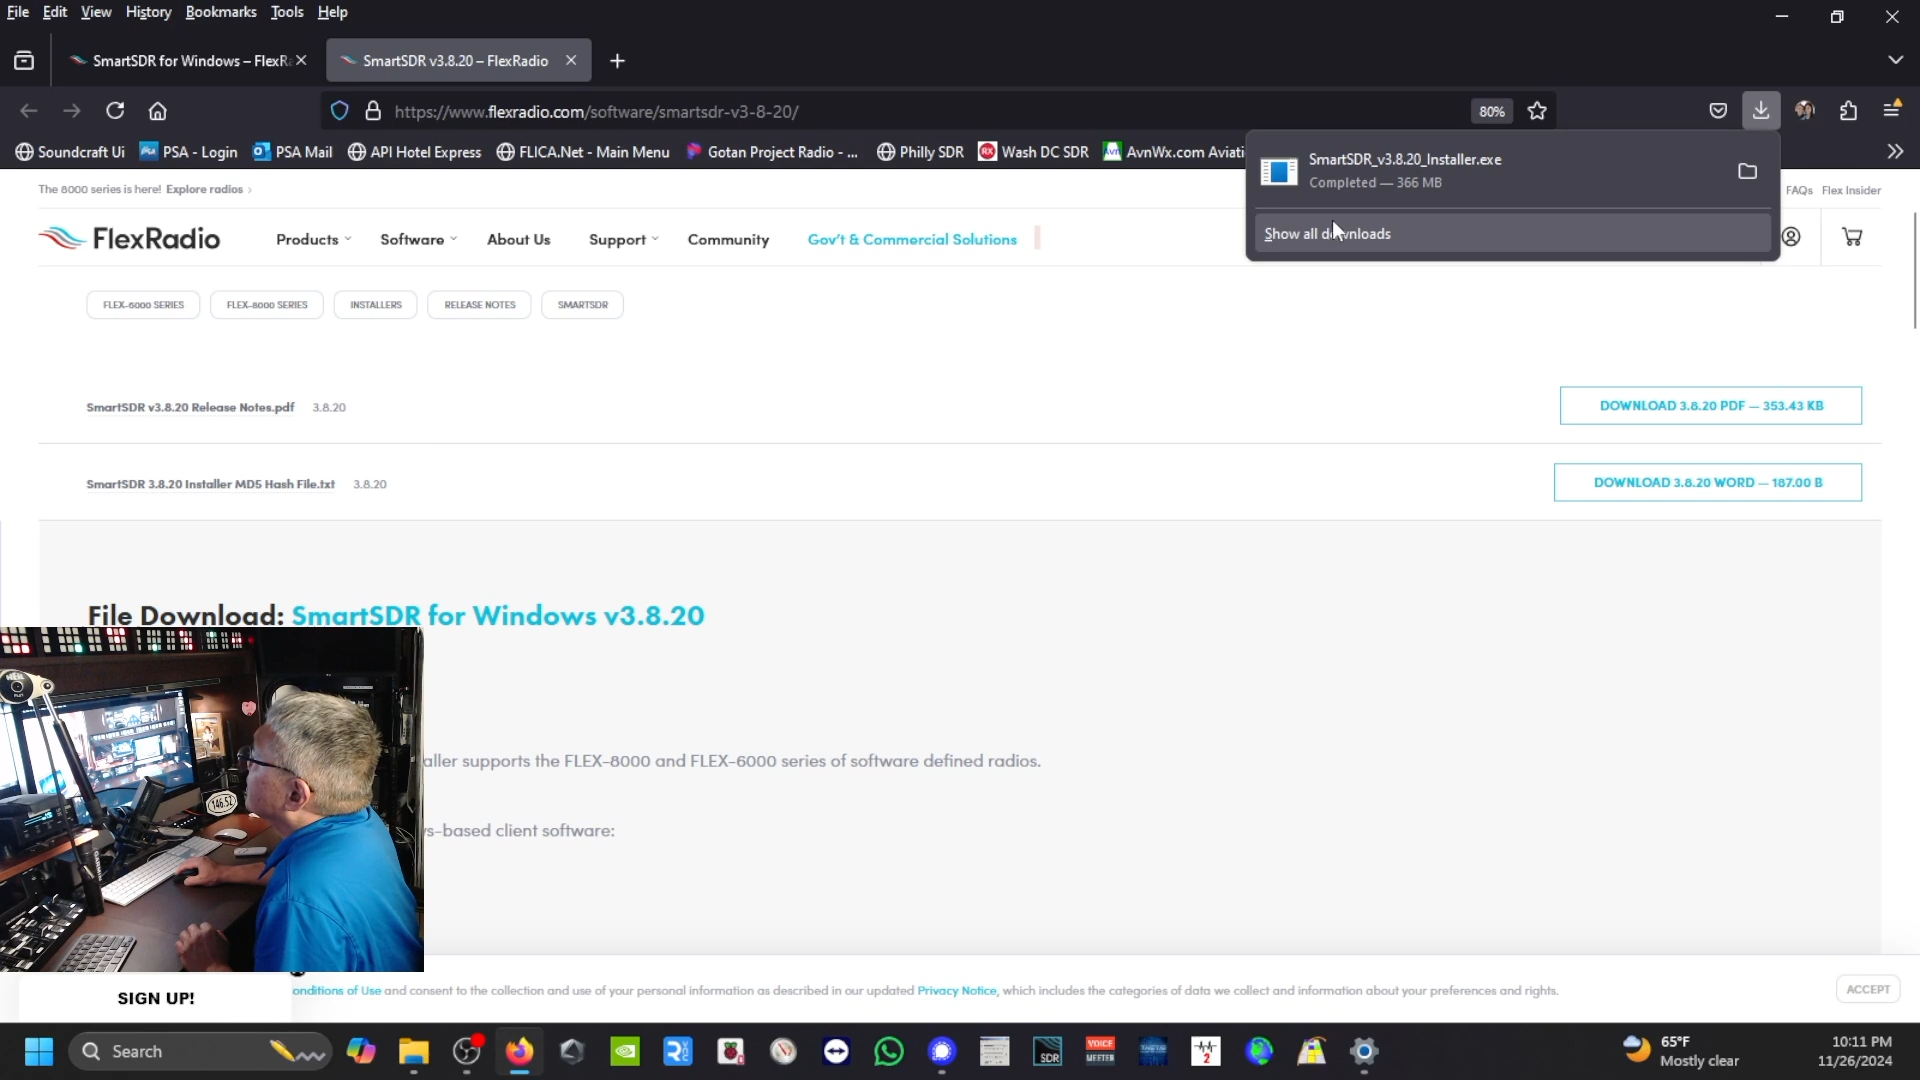 File Edit View History Bookmarks Tools Help
SmartSDR for Windows – FlexRa
SmartSDR v3.8.20 – FlexRadio
https://www.flexradio.com/software/smartsdr-v3-8-20/
80%
Soundcraft Ui PSA - Login PSA Mail API Hotel Express FLICA.Net - Main Menu Gotan Project Radio - ... Philly SDR Wash DC SDR AvnWx.com Aviati
SmartSDR_v3.8.20_Installer.exe
Completed — 366 MB
Show all downloads
The 8000 series is here! Explore radios ›
FAQs Flex Insider
FlexRadio
Products Software About Us Support Community Gov't & Commercial Solutions
FLEX-6000 SERIES FLEX-8000 SERIES INSTALLERS RELEASE NOTES SMARTSDR
SmartSDR v3.8.20 Release Notes.pdf 3.8.20
DOWNLOAD 3.8.20 PDF — 353.43 KB
SmartSDR 3.8.20 Installer MD5 Hash File.txt 3.8.20
DOWNLOAD 3.8.20 WORD — 187.00 B
File Download: SmartSDR for Windows v3.8.20
aller supports the FLEX-8000 and FLEX-6000 series of software defined radios.
146.52
ws-based client software:
onditions of Use and consent to the collection and use of your personal information as described in our updated Privacy Notice, which includes the categories of data we collect and information about your preferences and rights.
ACCEPT
SIGN UP!
Search
SDR
VOICE
MEETER
2
65°F
Mostly clear
10:11 PM
11/26/2024